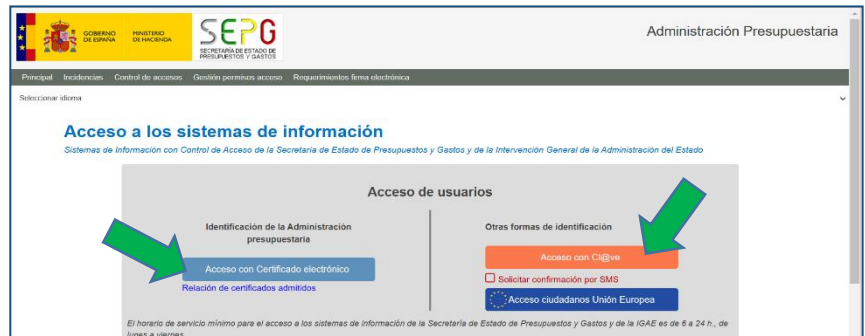 GOBIERNO DE ESPAÑA
MINISTERIO DE HACIENDA
SEPG
SECRETARÍA DE ESTADO DE PRESUPUESTOS Y GASTOS
Administración Presupuestaria
Principal Incidencias Control de accesos Gestión permisos acceso Requerimientos firma electrónica
Seleccionar idioma
Acceso a los sistemas de información
Sistemas de Información con Control de Acceso de la Secretaría de Estado de Presupuestos y Gastos y de la Intervención General de la Administración del Estado
Acceso de usuarios
Identificación de la Administración
presupuestaria
Acceso con Certificado electrónico
Relación de certificados admitidos
Otras formas de identificación
Acceso con Cl@ve
Solicitar confirmación por SMS
Acceso ciudadanos Unión Europea
El horario de servicio mínimo para el acceso a los sistemas de información de la Secretaría de Estado de Presupuestos y Gastos y de la IGAE es de 6 a 24 h., de
lunes a viernes